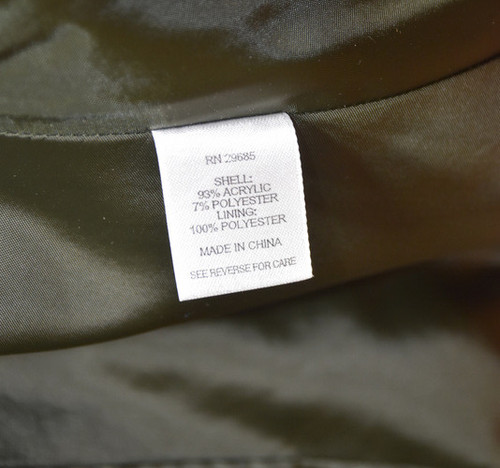 RN 29685
SHELL:
93% ACRYLIC
7% POLYESTER
LINING:
100% POLYESTER
MADE IN CHINA
SEE REVERSE FOR CARE